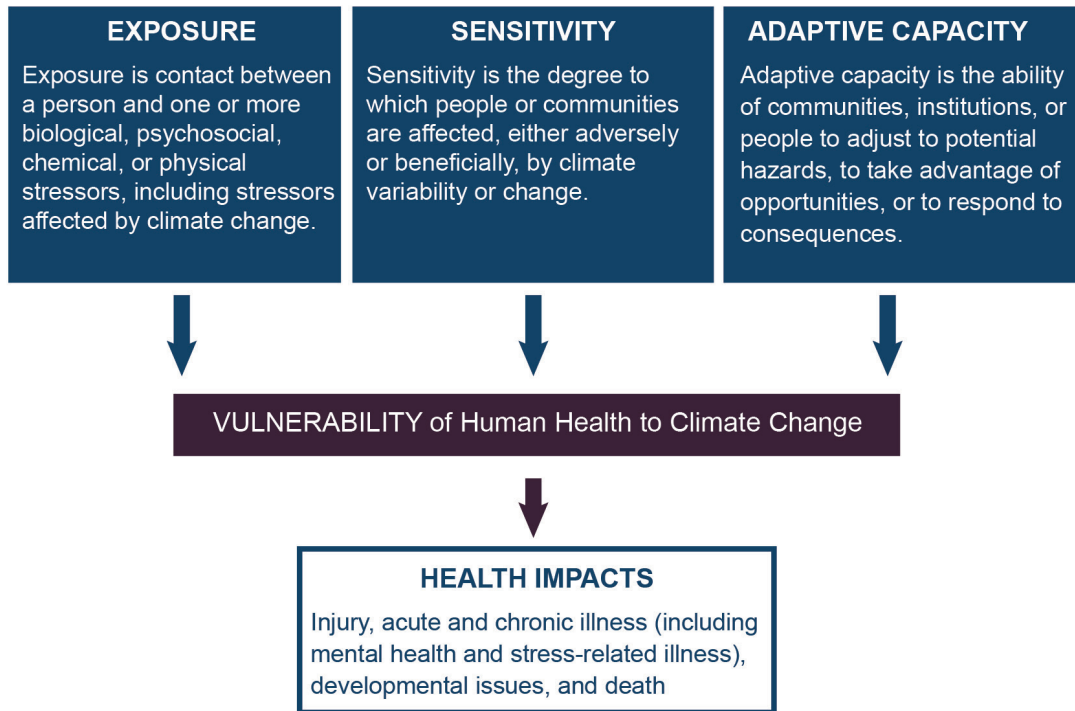 EXPOSURE
Exposure is contact between
a person and one or more
biological, psychosocial,
chemical, or physical
stressors, including stressors
affected by climate change.
SENSITIVITY
Sensitivity is the degree to
which people or communities
are affected, either adversely
or beneficially, by climate
variability or change.
ADAPTIVE CAPACITY
Adaptive capacity is the ability
of communities, institutions, or
people to adjust to potential
hazards, to take advantage of
opportunities, or to respond to
consequences.
VULNERABILITY of Human Health to Climate Change
HEALTH IMPACTS
Injury, acute and chronic illness (including
mental health and stress-related illness),
developmental issues, and death